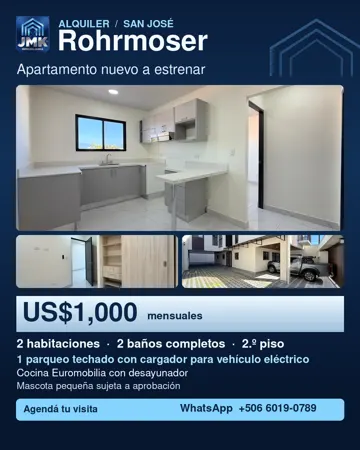 JMK
ALQUILER / SAN JOSÉ
Rohrmoser
Apartamento nuevo a estrenar
US$1,000 mensuales
2 habitaciones · 2 baños completos · 2.º piso
1 parqueo techado con cargador para vehículo eléctrico
Cocina Euromobilia con desayunador
Mascota pequeña sujeta a aprobación
Agendá tu visita
WhatsApp +506 6019-0789